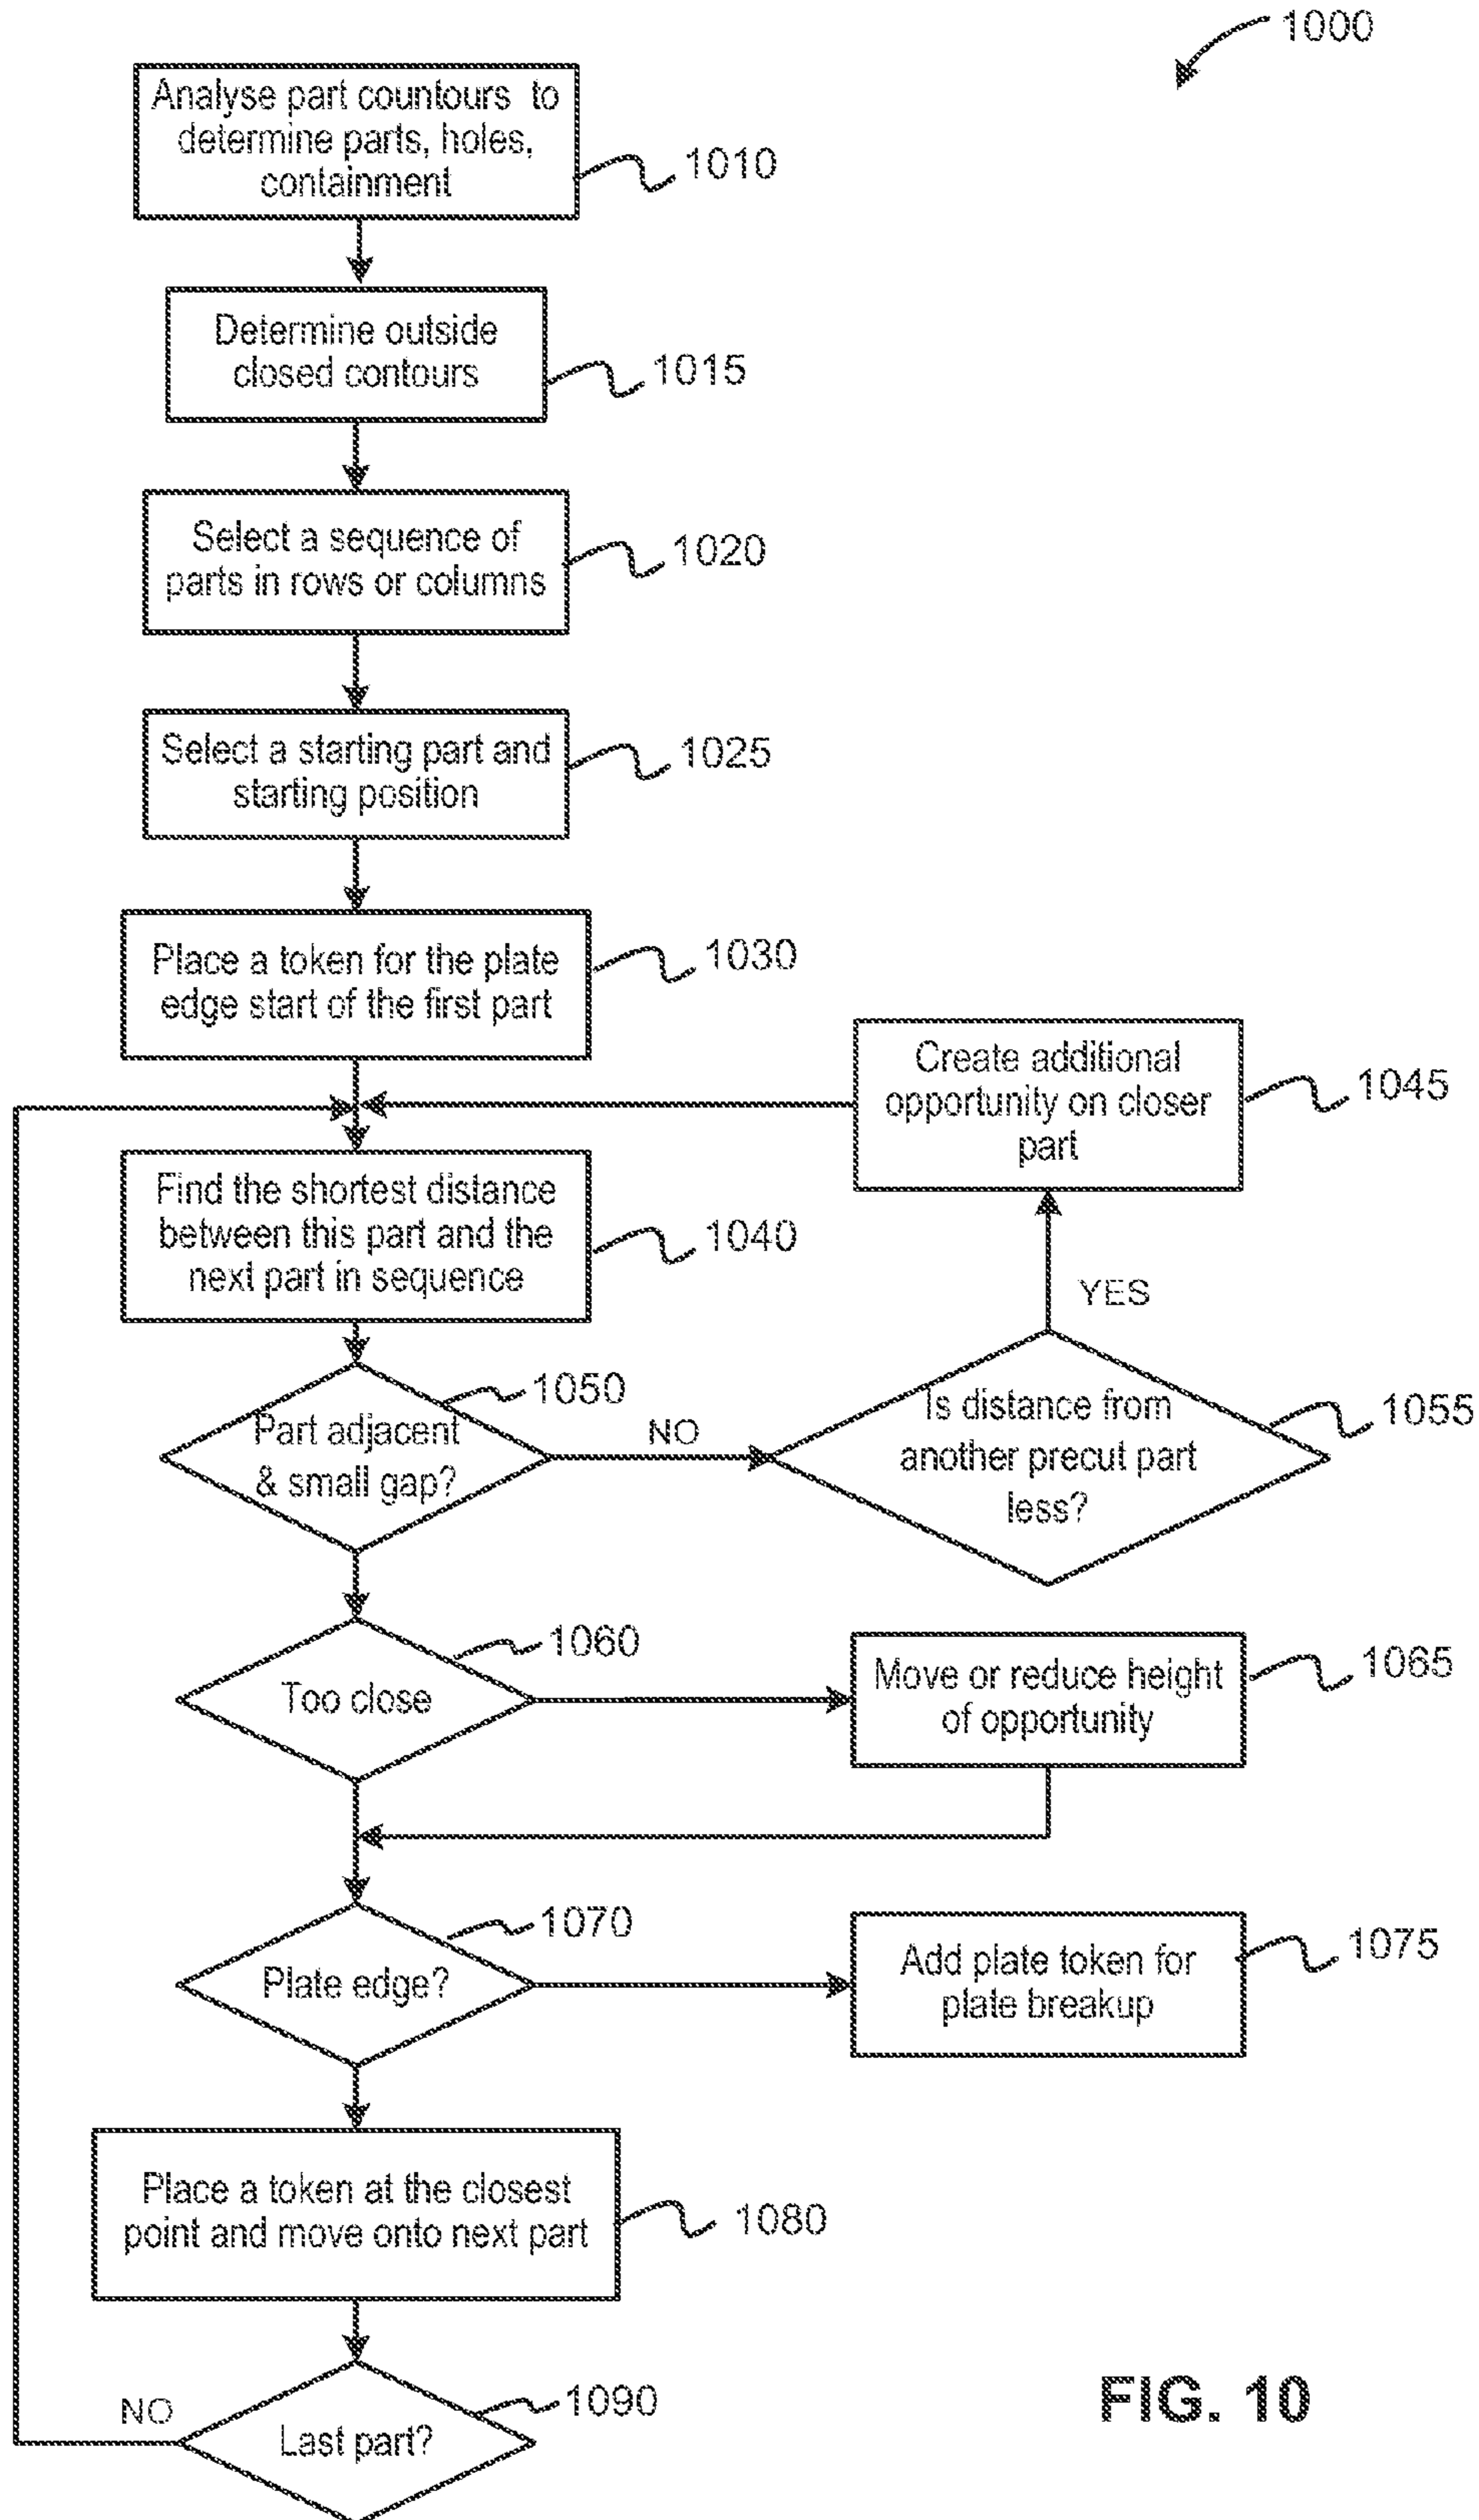 1000
Analyse part countours to
determine parts, holes,
containment
1010
Determine outside
closed contours
1015
Select a sequence of
parts in rows or columns
1020
Select a starting part and
starting position
1025
Place a token for the plate
edge start of the first part
1030
Create additional
opportunity on closer
part
1045
Find the shortest distance
between this part and the
next part in sequence
1040
YES
1050
Part adjacent
& small gap?
NO
Is distance from
another precut part
less?
1055
1060
Too close
Move or reduce height
of opportunity
1065
1070
Plate edge?
Add plate token for
plate breakup
1075
Place a token at the closest
point and move onto next part
1080
NO
1090
Last part?
FIG. 10